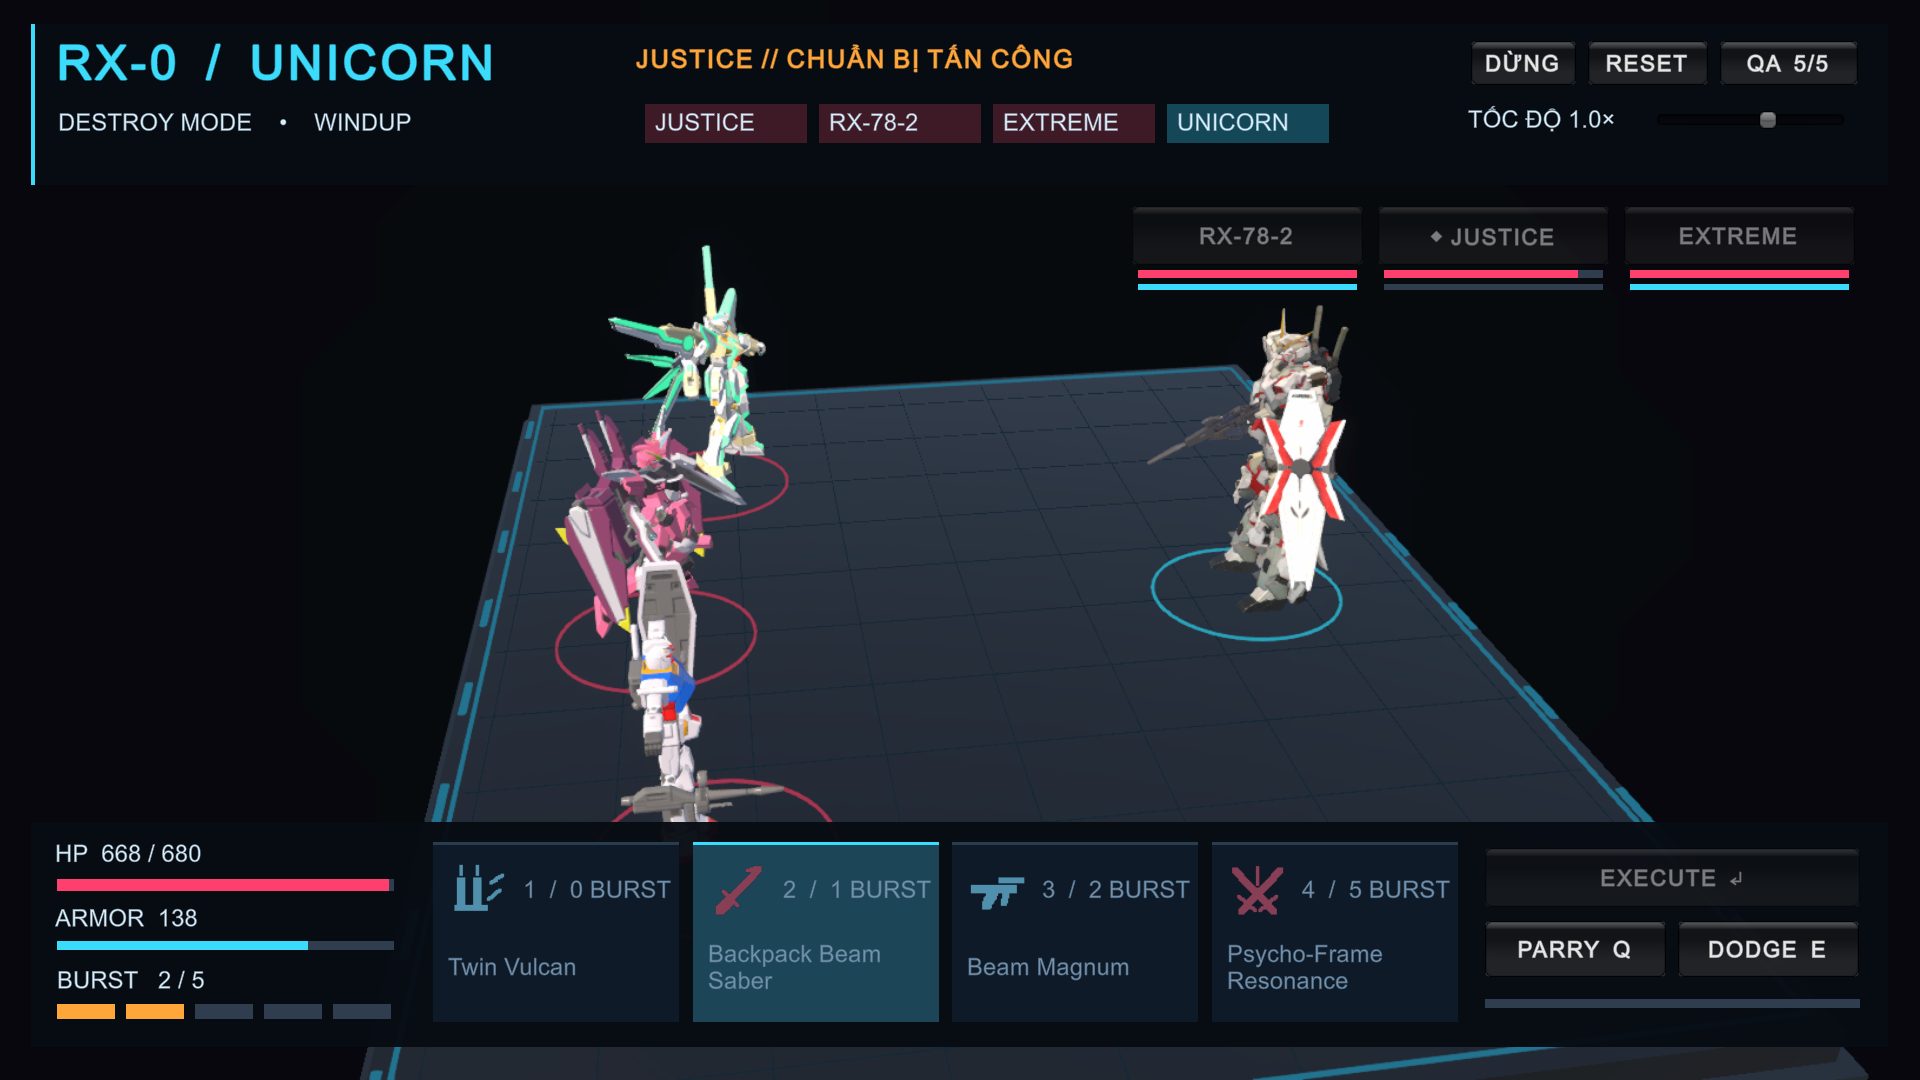 RX-0 / UNICORN
DESTROY MODE • WINDUP
JUSTICE // CHUẨN BỊ TẤN CÔNG
JUSTICE
RX-78-2
EXTREME
UNICORN
DỪNG
RESET
QA 5/5
TỐC ĐỘ 1.0×
RX-78-2
◆ JUSTICE
EXTREME
HP 668 / 680
ARMOR 138
BURST 2 / 5
1 / 0 BURST
Twin Vulcan
2 / 1 BURST
Backpack Beam
Saber
3 / 2 BURST
Beam Magnum
4 / 5 BURST
Psycho-Frame
Resonance
EXECUTE ↲
PARRY Q
DODGE E